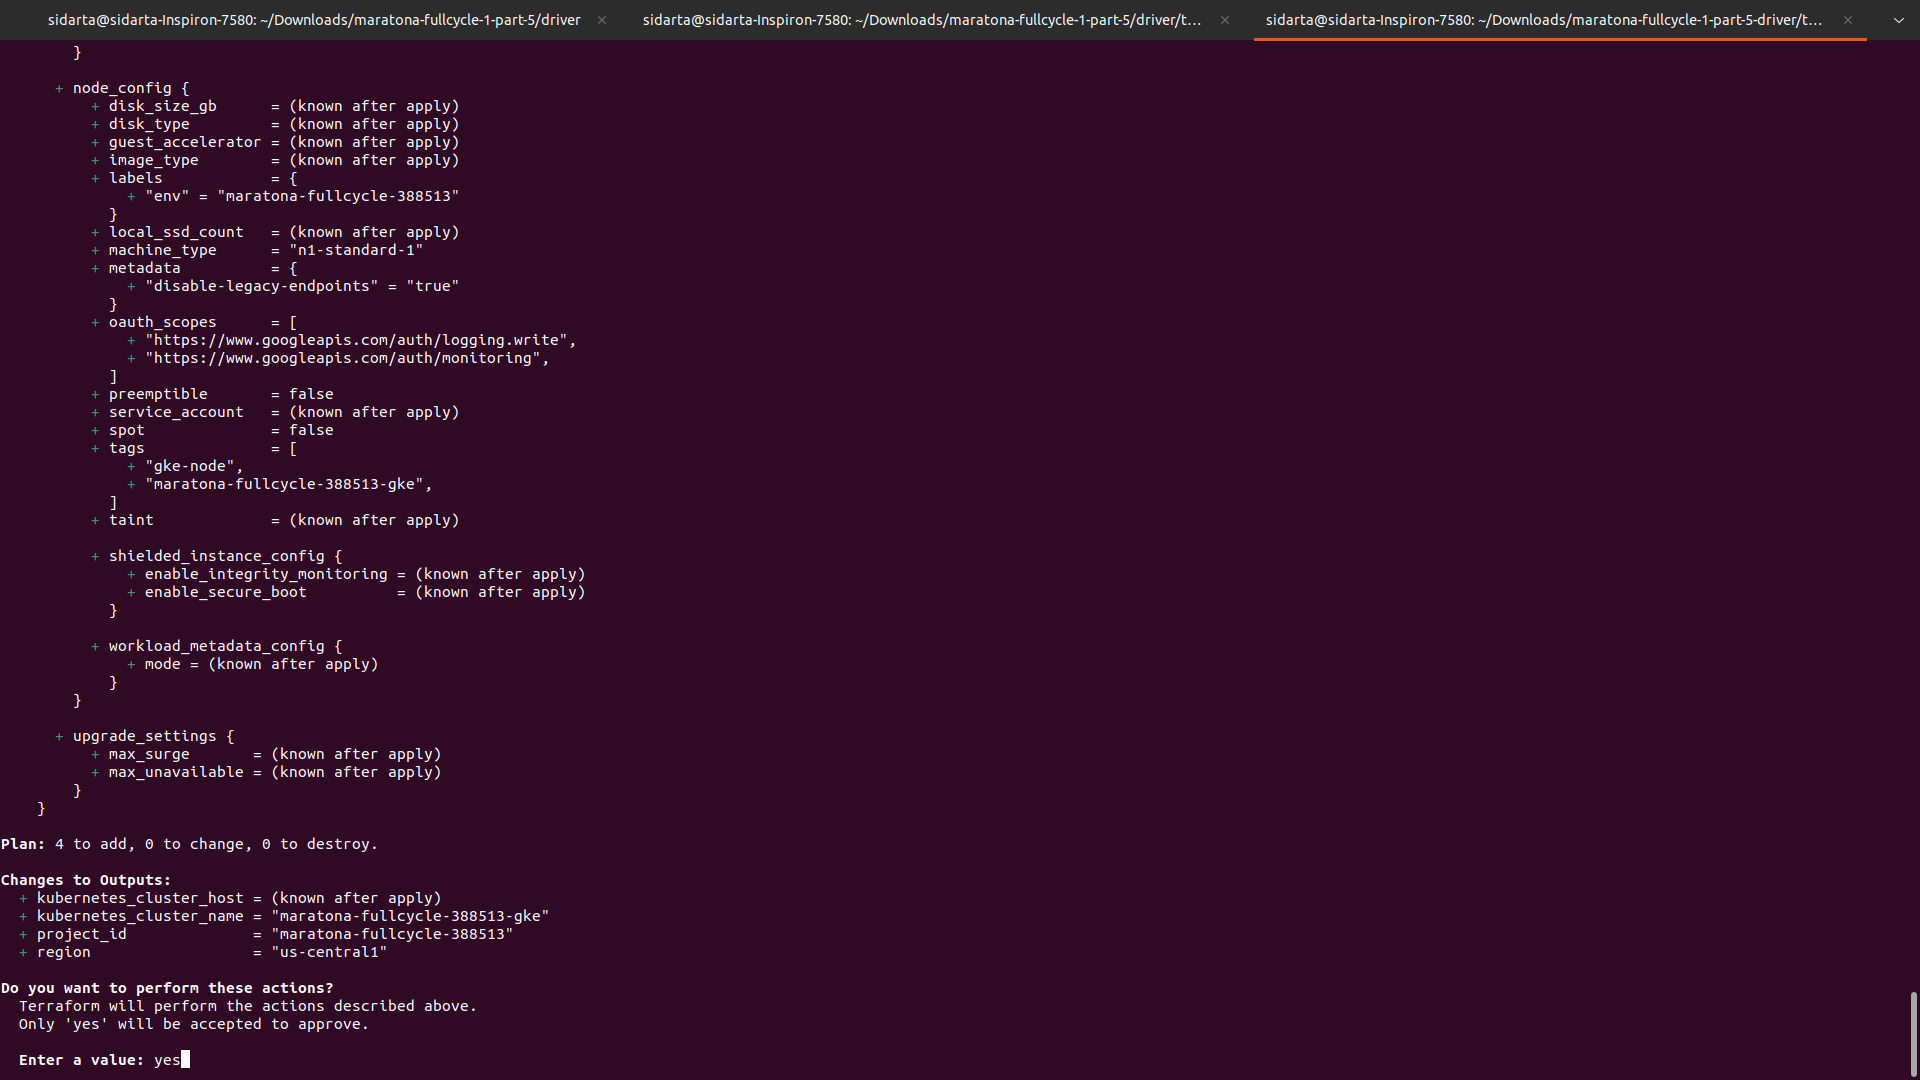 sidarta@sidarta-Inspiron-7580: ~/Downloads/maratona-fullcycle-1-part-5/driver × sidarta@sidarta-Inspiron-7580: ~/Downloads/maratona-fullcycle-1-part-5/driver/t... × sidarta@sidarta-Inspiron-7580: ~/Downloads/maratona-fullcycle-1-part-5-driver/t... ×
        }

      + node_config {
          + disk_size_gb      = (known after apply)
          + disk_type         = (known after apply)
          + guest_accelerator = (known after apply)
          + image_type        = (known after apply)
          + labels            = {
              + "env" = "maratona-fullcycle-388513"
            }
          + local_ssd_count   = (known after apply)
          + machine_type      = "n1-standard-1"
          + metadata          = {
              + "disable-legacy-endpoints" = "true"
            }
          + oauth_scopes      = [
              + "https://www.googleapis.com/auth/logging.write",
              + "https://www.googleapis.com/auth/monitoring",
            ]
          + preemptible       = false
          + service_account   = (known after apply)
          + spot              = false
          + tags              = [
              + "gke-node",
              + "maratona-fullcycle-388513-gke",
            ]
          + taint             = (known after apply)

          + shielded_instance_config {
              + enable_integrity_monitoring = (known after apply)
              + enable_secure_boot          = (known after apply)
            }

          + workload_metadata_config {
              + mode = (known after apply)
            }
        }

      + upgrade_settings {
          + max_surge       = (known after apply)
          + max_unavailable = (known after apply)
        }
    }

Plan: 4 to add, 0 to change, 0 to destroy.

Changes to Outputs:
  + kubernetes_cluster_host = (known after apply)
  + kubernetes_cluster_name = "maratona-fullcycle-388513-gke"
  + project_id              = "maratona-fullcycle-388513"
  + region                  = "us-central1"

Do you want to perform these actions?
  Terraform will perform the actions described above.
  Only 'yes' will be accepted to approve.

  Enter a value: yes